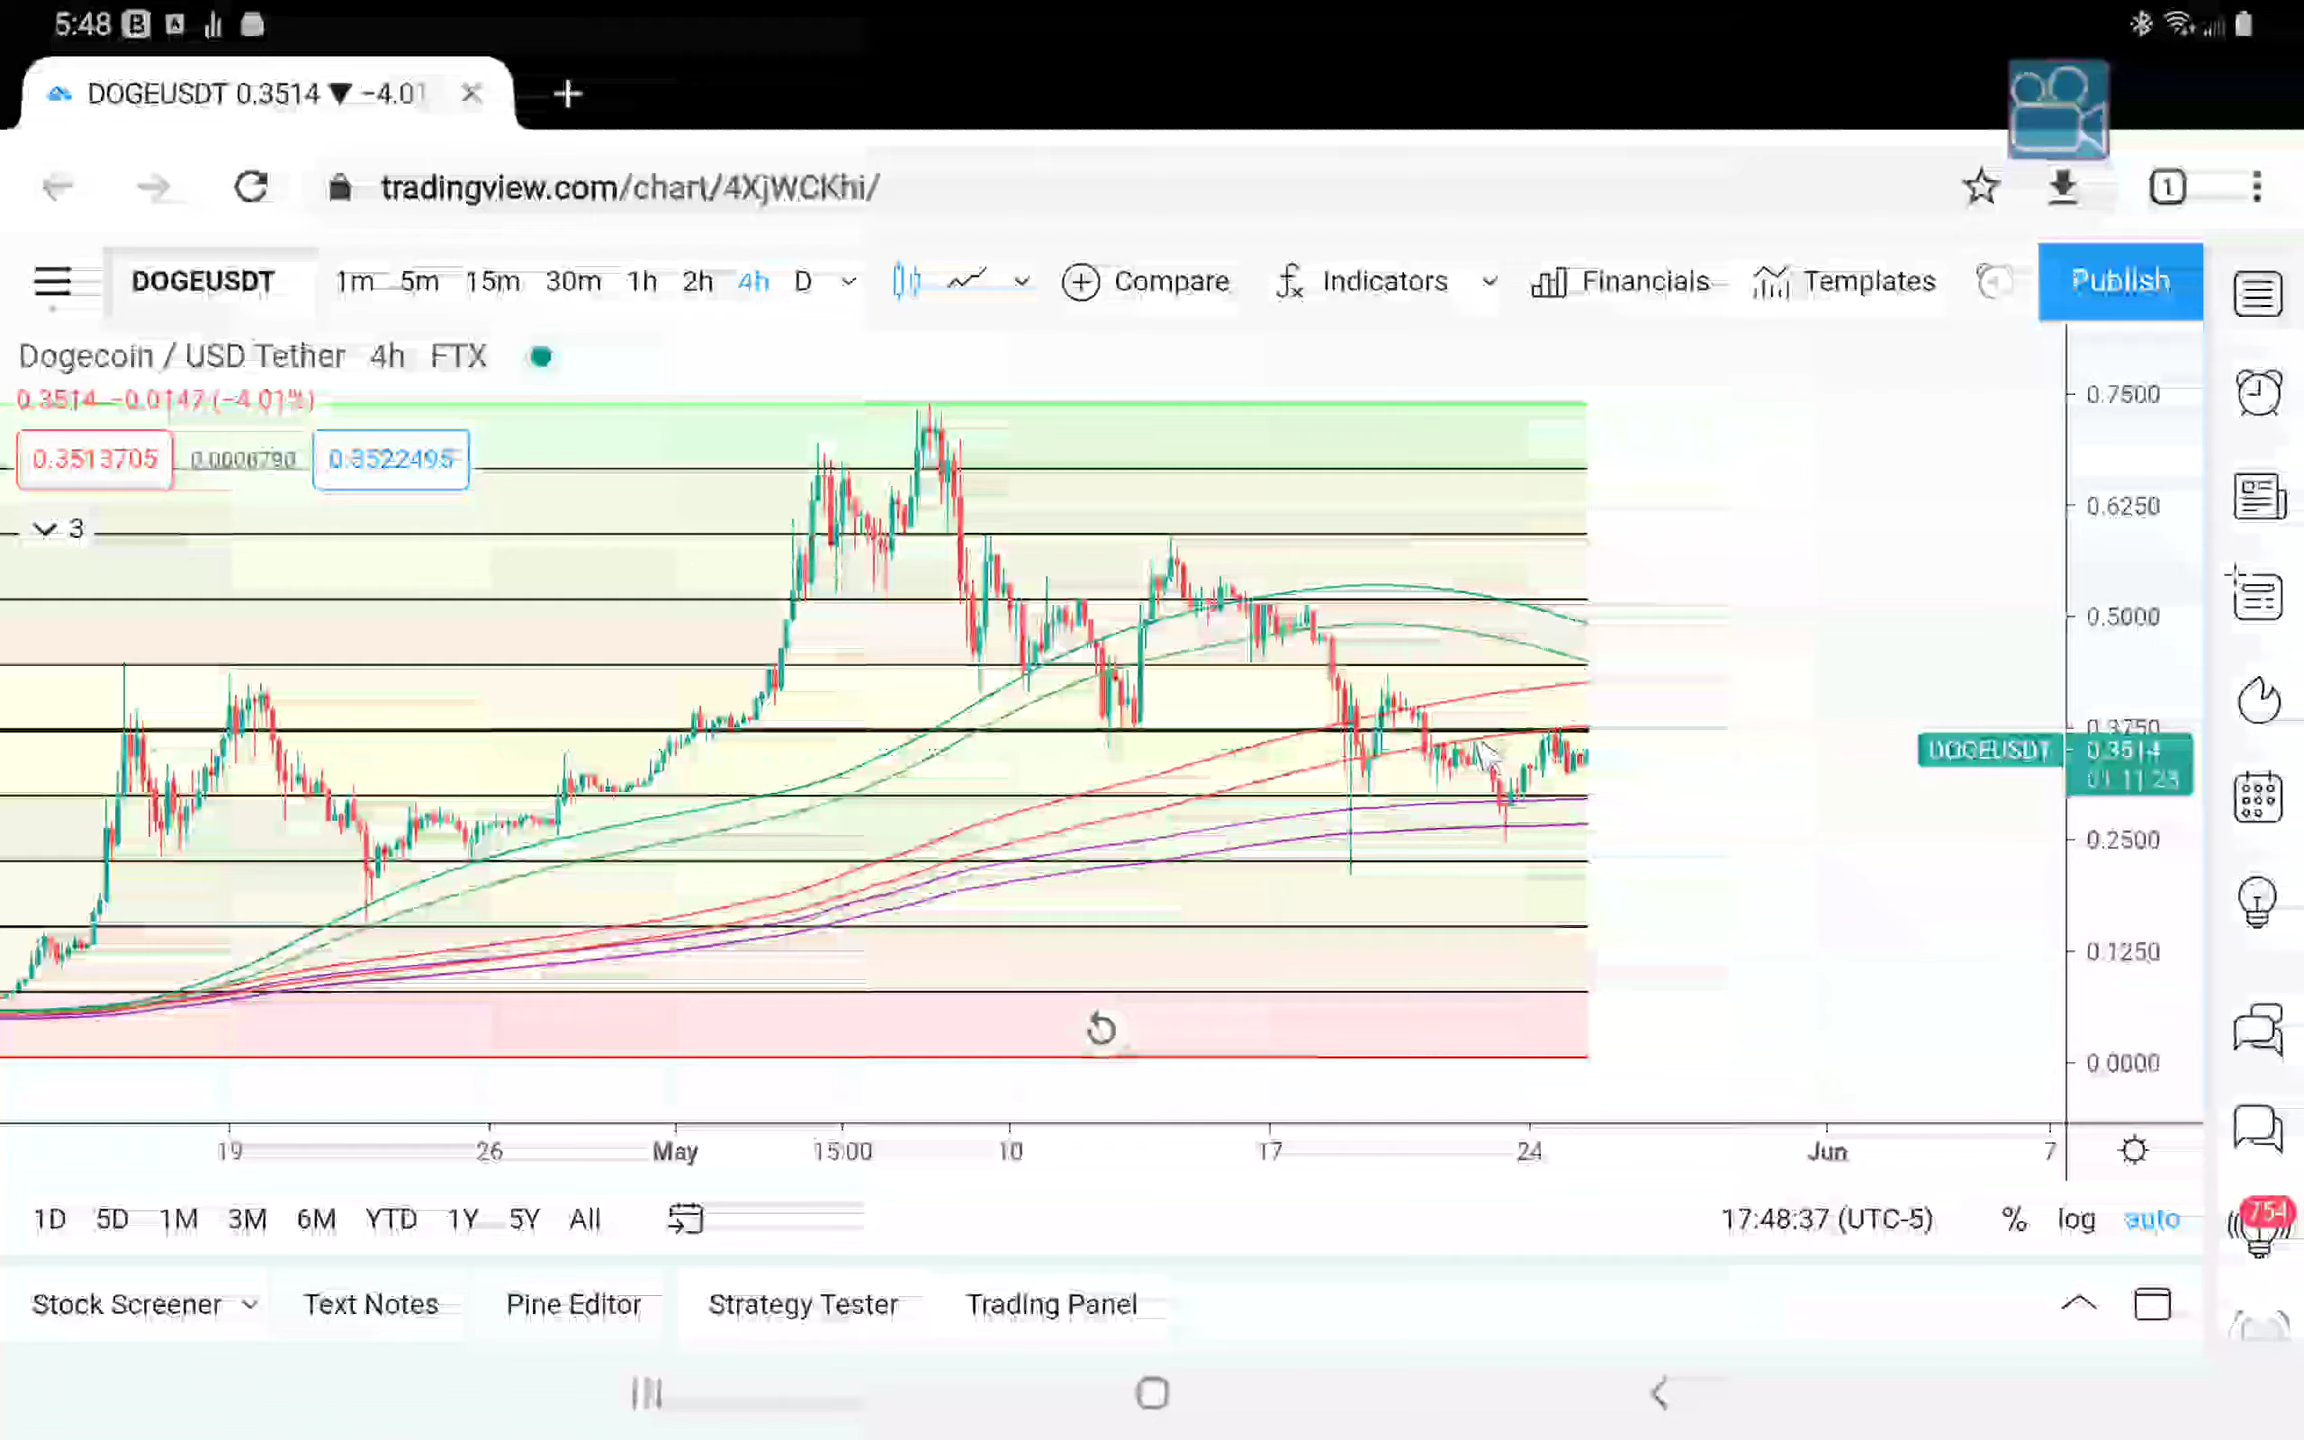 5:48
DOGEUSDT 0.3514 ▼ −4.01
tradingview.com/chart/4XjWCKhi/
1
DOGEUSDT 1m 5m 15m 30m 1h 2h 4h D Compare Indicators Financials Templates Publish
Dogecoin / USD Tether 4h FTX
0.3514 −0.0147 (−4.01%)
0.3513705 0.0008790 0.3522495
3
0.7500
0.6250
0.5000
0.3750
DOGEUSDT 0.3514
01:11:23
0.2500
0.1250
0.0000
19 26 May 15:00 10 17 24 Jun 7
1D 5D 1M 3M 6M YTD 1Y 5Y All 17:48:37 (UTC-5) % log auto
754
Stock Screener Text Notes Pine Editor Strategy Tester Trading Panel